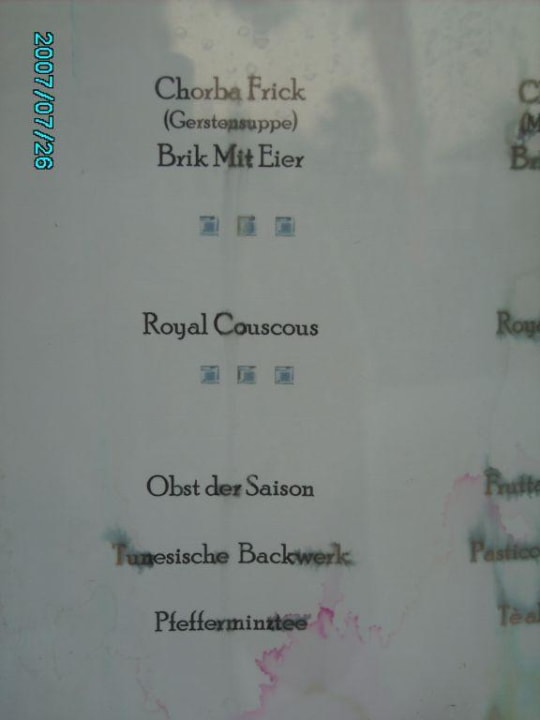 2007/07/26
Chorba Frick
(Gerstensuppe)
Brik Mit Eier
Royal Couscous
Obst der Saison
Tunesische Backwerk
Pfefferminztee